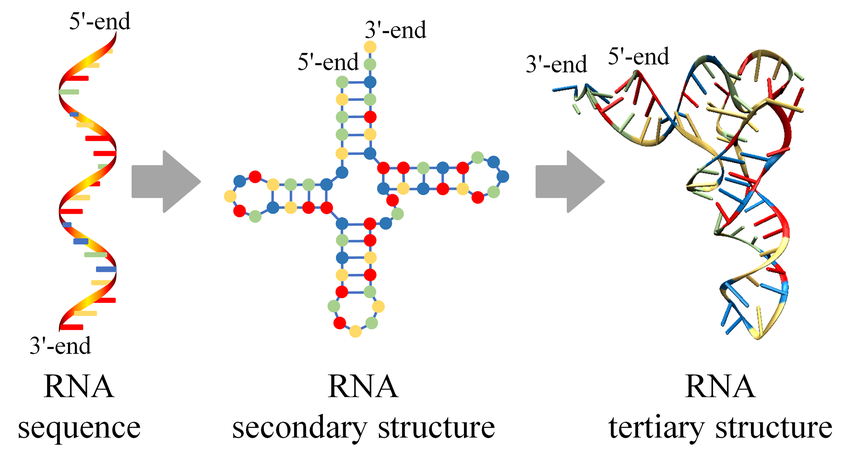 5'-end
3'-end
RNA
sequence
3'-end
5'-end
RNA
secondary structure
3'-end
5'-end
RNA
tertiary structure